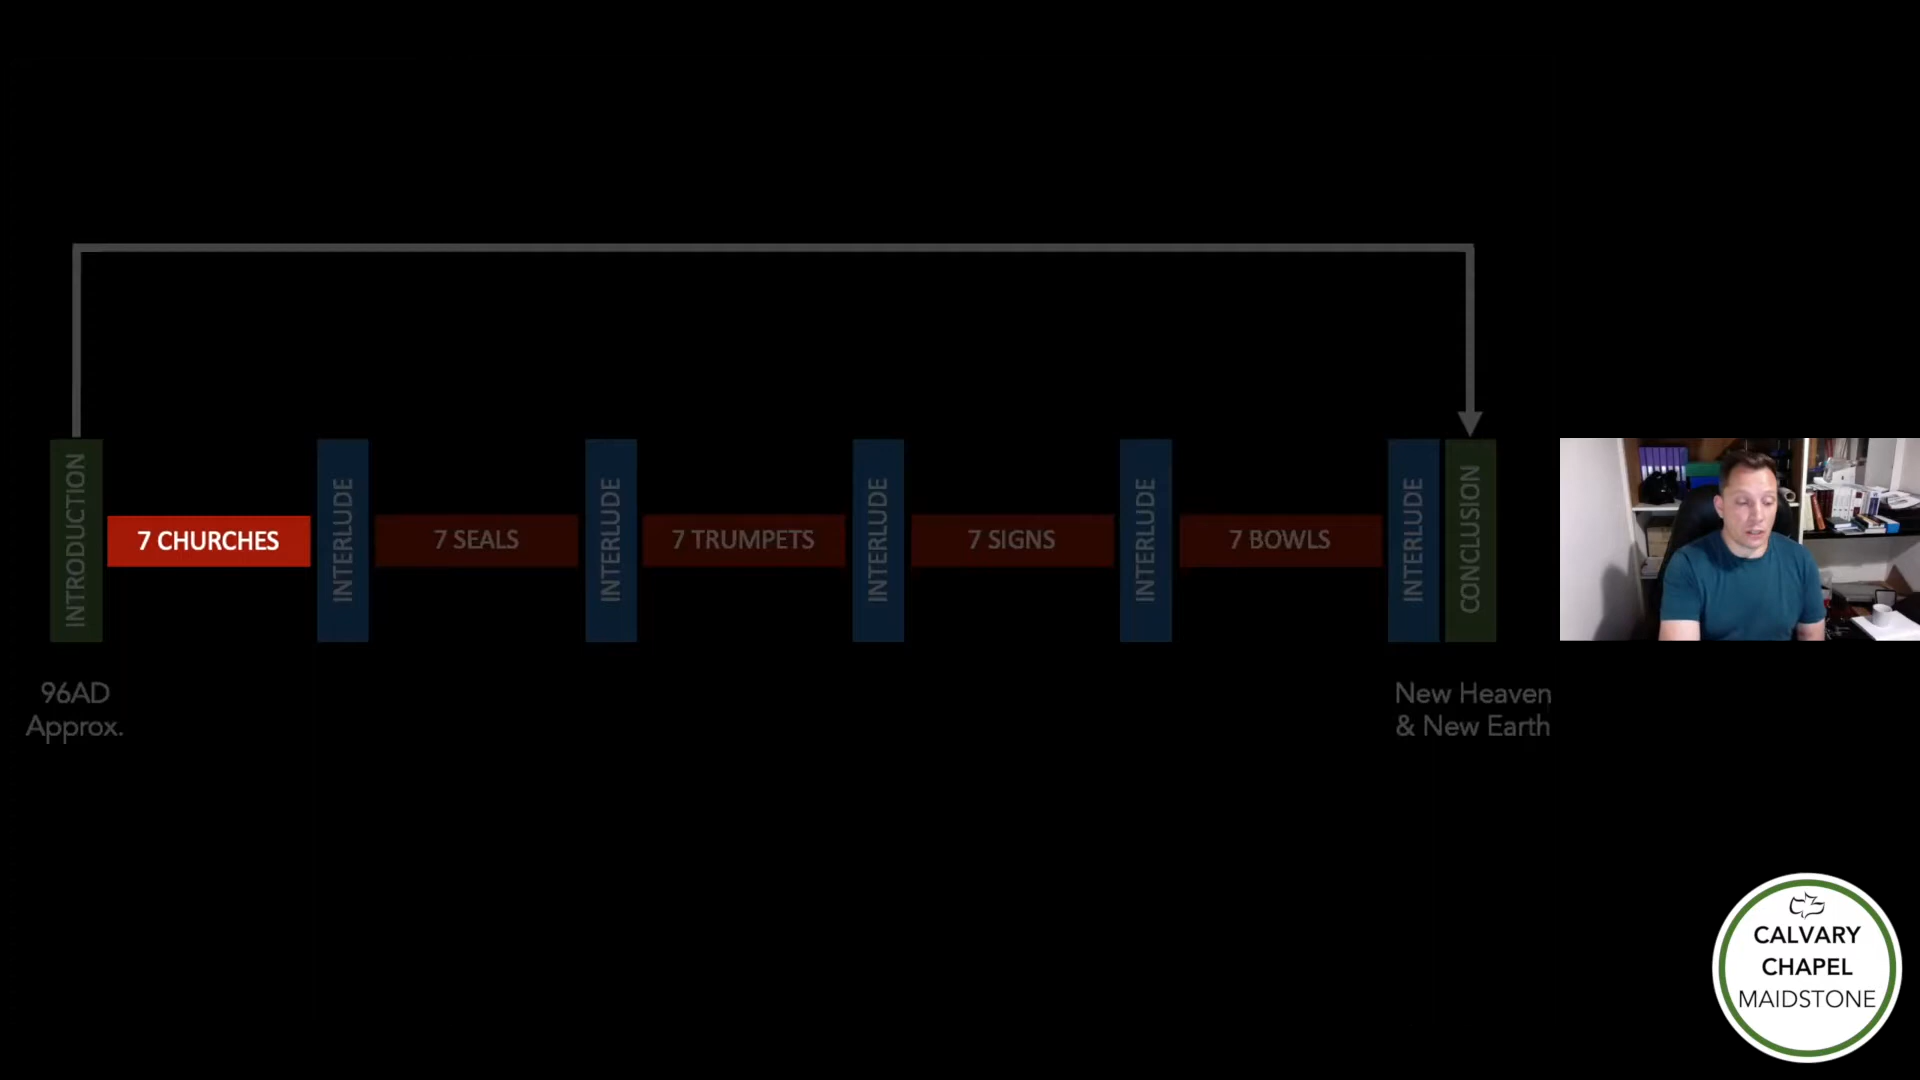 INTRODUCTION
7 CHURCHES
INTERLUDE
7 SEALS
INTERLUDE
7 TRUMPETS
INTERLUDE
7 SIGNS
INTERLUDE
7 BOWLS
INTERLUDE
CONCLUSION
96AD
Approx.
New Heaven
& New Earth
CALVARY
CHAPEL
MAIDSTONE